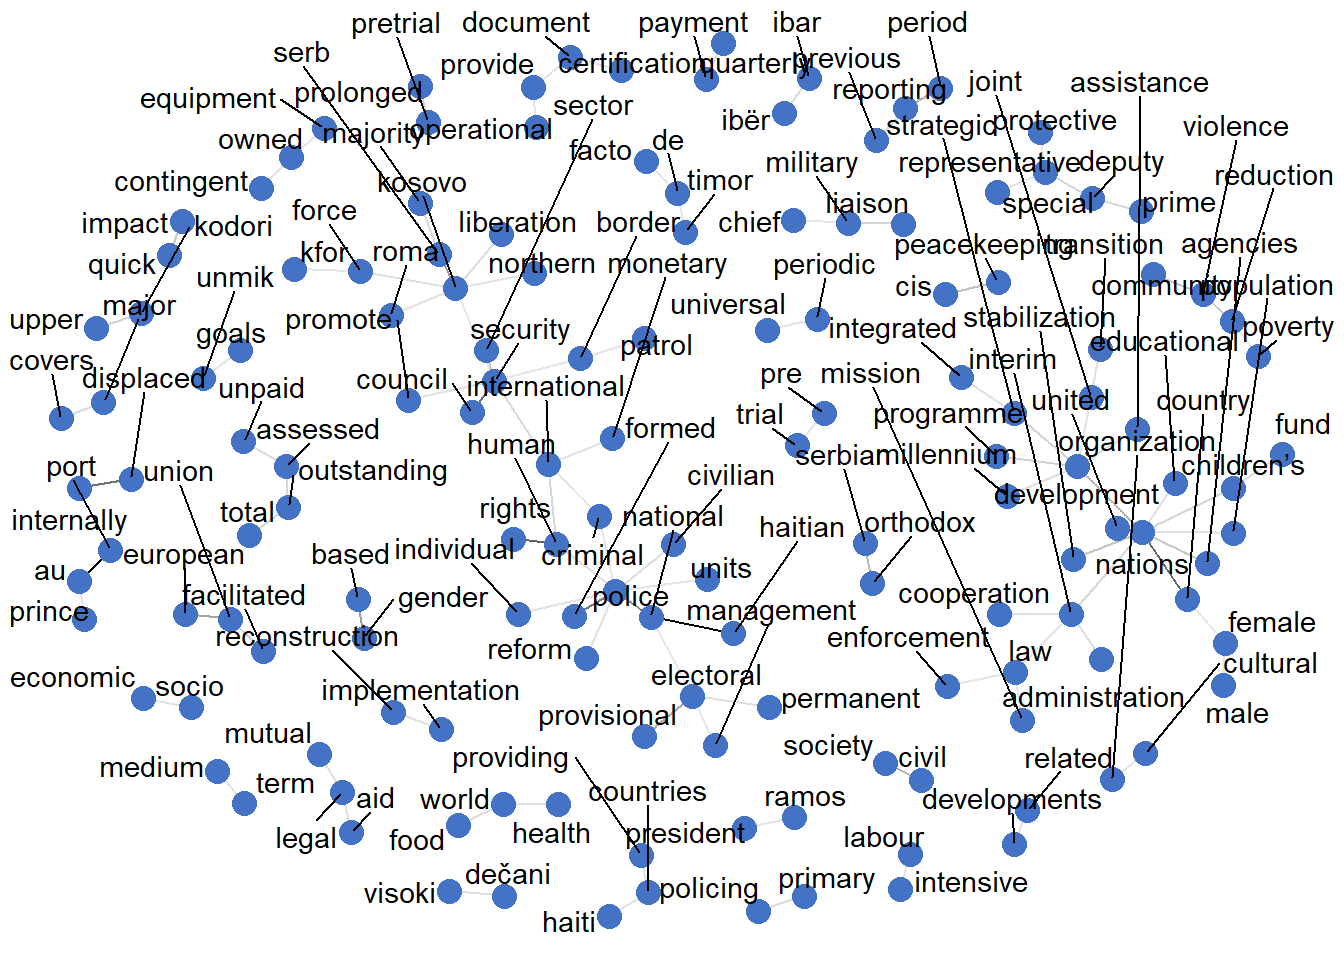 pretrial
document
payment
ibar
period
serb
provide
certification
quarterly
previous
joint
assistance
equipment
prolonged
sector
reporting
owned
majority
operational
ibër
strategic
protective
violence
facto
de
military
representative
deputy
reduction
contingent
kosovo
timor
impact
kodori
force
liberation
border
chief
liaison
special
prime
quick
kfor
roma
northern
monetary
periodic
peacekeeping
transition
agencies
unmik
cis
community
population
upper
major
goals
promote
security
patrol
universal
integrated
stabilization
educational
poverty
covers
displaced
unpaid
council
international
pre
mission
interim
country
assessed
human
formed
trial
programme
united
organization
fund
port
union
outstanding
civilian
serbian
millennium
children's
internally
total
rights
national
haitian
orthodox
development
european
based
individual
criminal
units
nations
au
facilitated
gender
police
management
cooperation
prince
reconstruction
reform
enforcement
law
female
economic
socio
implementation
electoral
permanent
administration
cultural
mutual
provisional
society
civil
male
medium
term
aid
providing
related
legal
world
countries
ramos
developments
food
health
president
labour
visoki
dečani
policing
primary
intensive
haiti